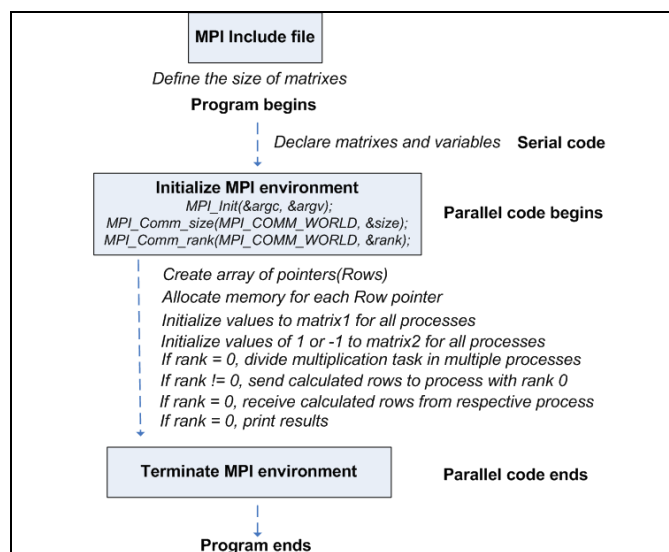 MPI Include file
Define the size of matrixes
Program begins
Declare matrixes and variables Serial code
Initialize MPI environment
MPI_Init(&argc, &argv);
MPI_Comm_size(MPI_COMM_WORLD, &size);
MPI_Comm_rank(MPI_COMM_WORLD, &rank);
Parallel code begins
Create array of pointers(Rows)
Allocate memory for each Row pointer
Initialize values to matrix1 for all processes
Initialize values of 1 or -1 to matrix2 for all processes
If rank = 0, divide multiplication task in multiple processes
If rank != 0, send calculated rows to process with rank 0
If rank = 0, receive calculated rows from respective process
If rank = 0, print results
Terminate MPI environment
Parallel code ends
Program ends